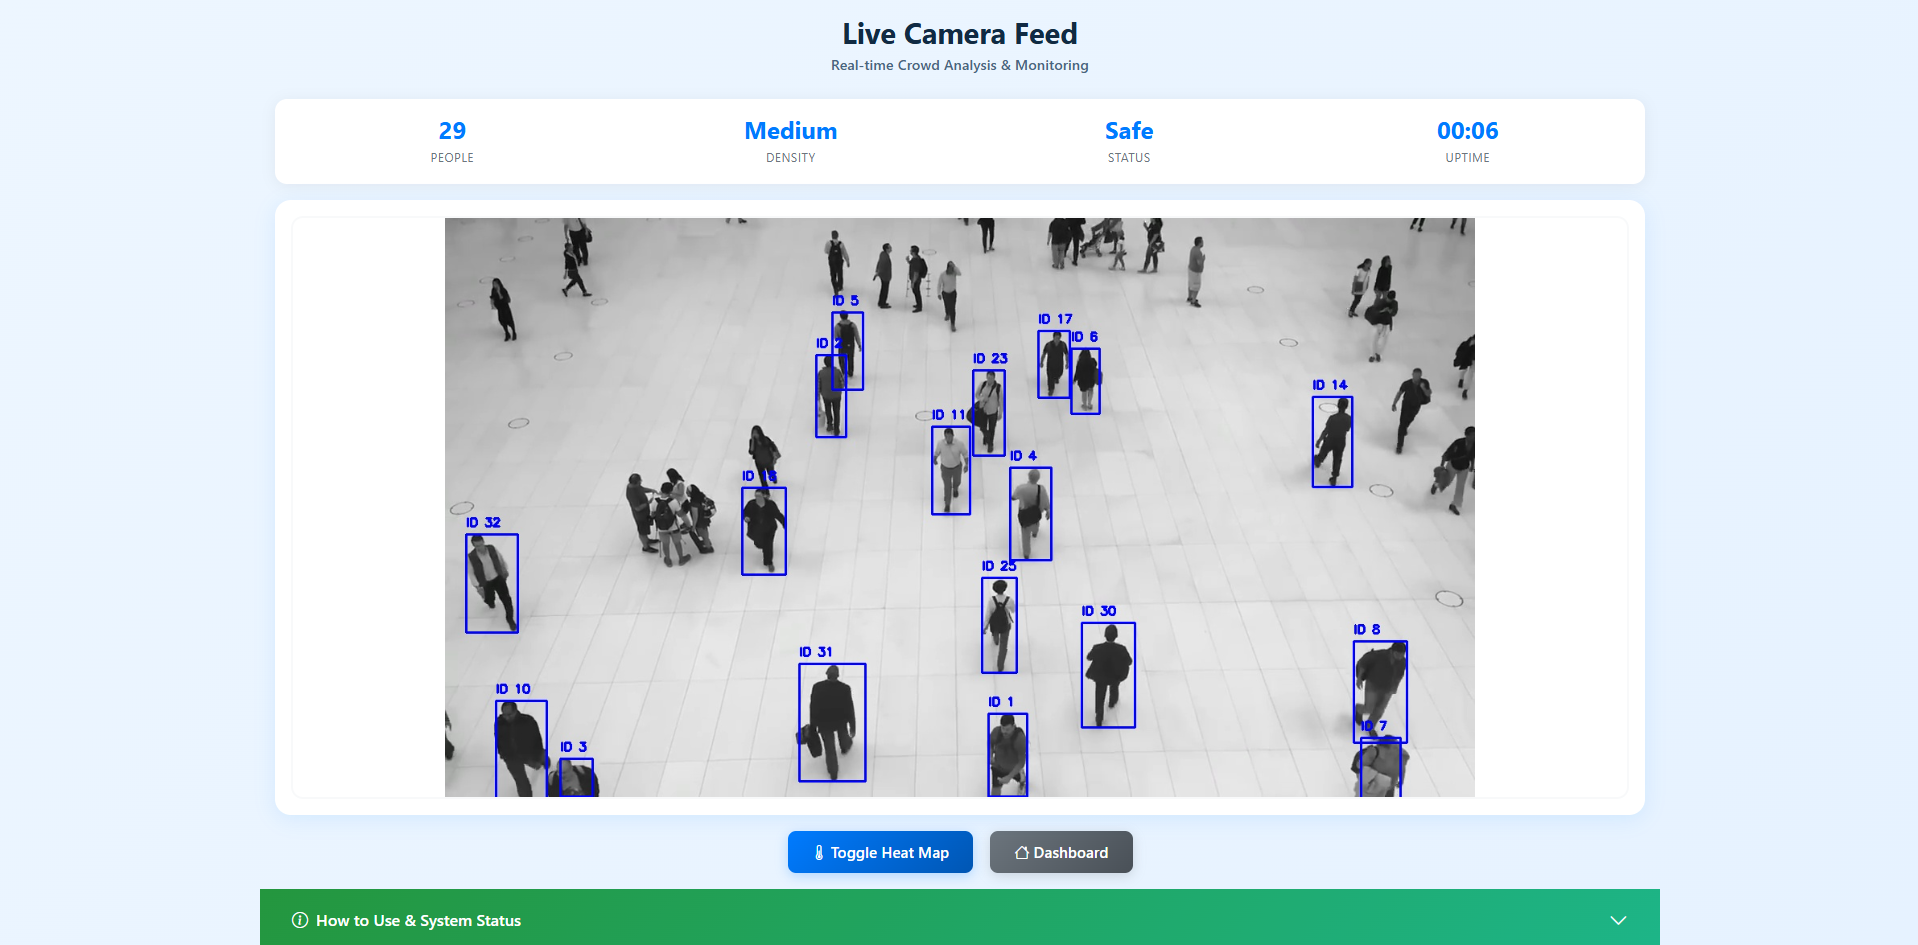 Live Camera Feed
Real-time Crowd Analysis & Monitoring
29
PEOPLE
Medium
DENSITY
Safe
STATUS
00:06
UPTIME
ID 5
ID 17
ID 2
ID 6
ID 23
ID 14
ID 11
ID 4
ID
ID 32
ID 25
ID 30
ID 8
ID 31
ID 10
ID 1
ID 7
ID 3
Toggle Heat Map
Dashboard
How to Use & System Status